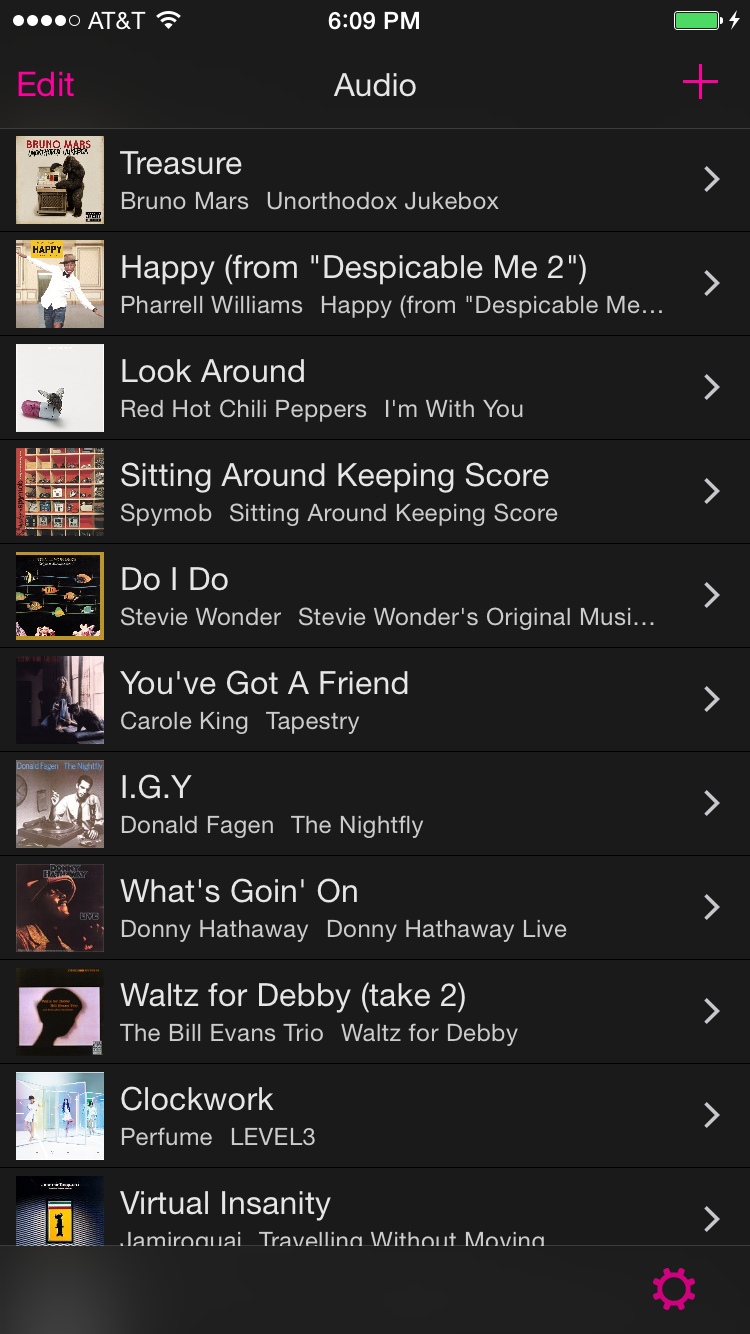 AT&T 6:09 PM
Edit Audio
BRUNO MARS
Treasure
Bruno Mars Unorthodox Jukebox
HAPPY
Happy (from "Despicable Me 2")
Pharrell Williams Happy (from "Despicable Me...
Look Around
Red Hot Chili Peppers I'm With You
Sitting Around Keeping Score
Spymob Sitting Around Keeping Score
Do I Do
Stevie Wonder Stevie Wonder's Original Musi...
You've Got A Friend
Carole King Tapestry
Donald Fagen The Nightfly
I.G.Y
Donald Fagen The Nightfly
DONNY HATHAWAY
LIVE
What's Goin' On
Donny Hathaway Donny Hathaway Live
Waltz for Debby (take 2)
The Bill Evans Trio Waltz for Debby
Clockwork
Perfume LEVEL3
Virtual Insanity
Jamiroquai Travelling Without Moving